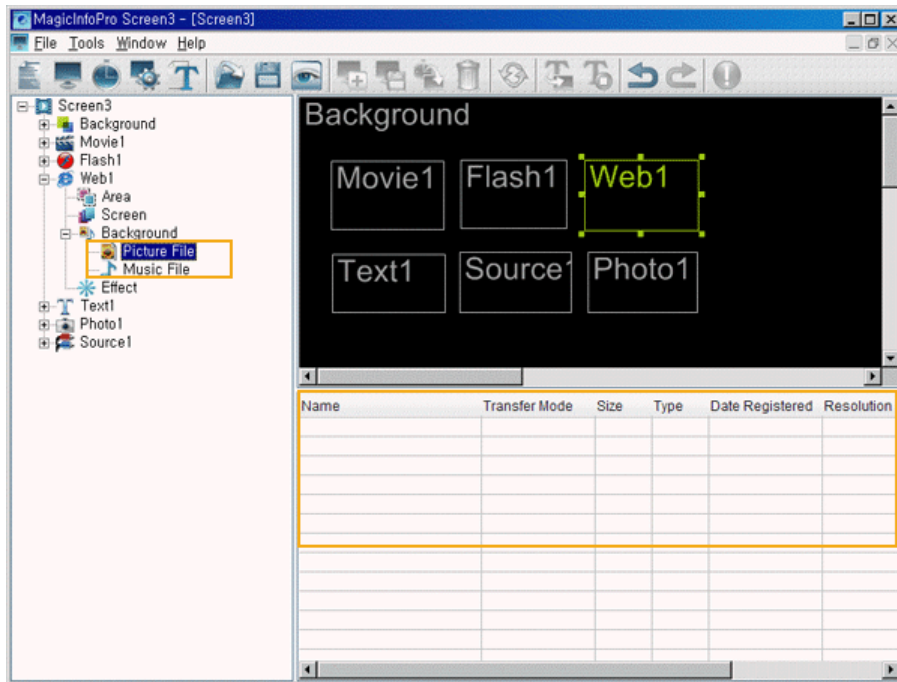 MagicInfoPro Screen3 - [Screen3]
File Tools Window Help
Screen3
Background
Movie1
Flash1
Web1
Area
Screen
Background
Picture File
Music File
Effect
Text1
Photo1
Source1
Background
Movie1 Flash1 Web1
Text1 Source1 Photo1
Name Transfer Mode Size Type Date Registered Resolution